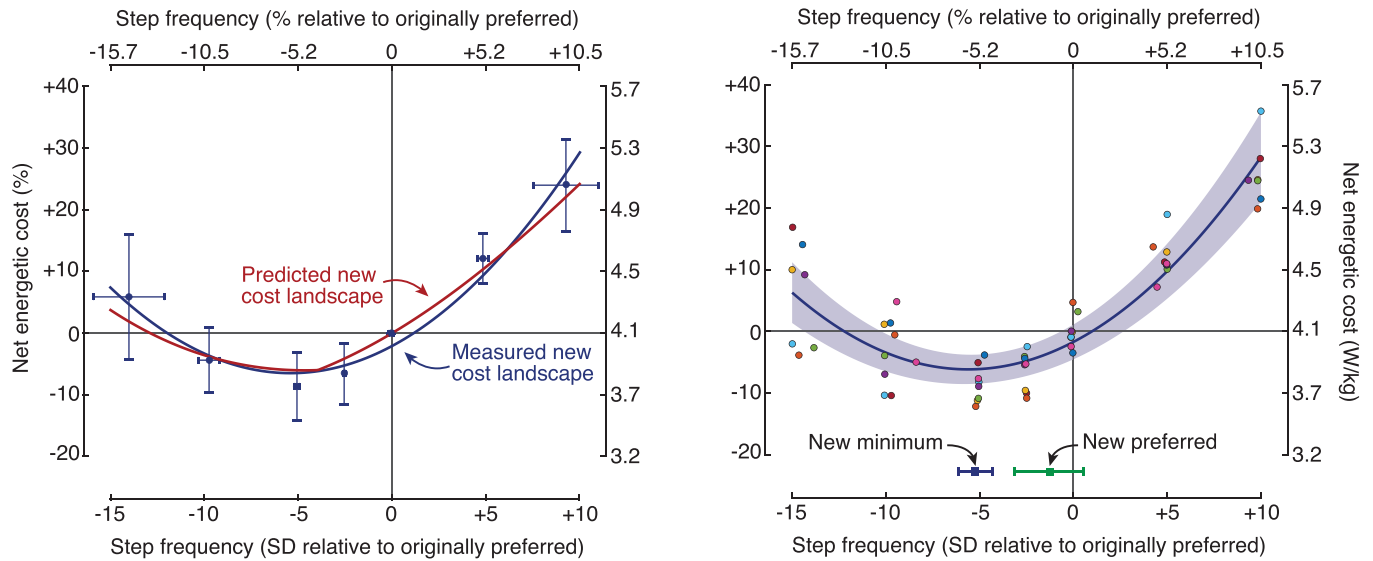 Step frequency (% relative to originally preferred)
-15.7 -10.5 -5.2 0 +5.2 +10.5
+40 5.7
+30 5.3
+20 4.9
+10 4.5
0 4.1
-10 3.7
-20 3.2
Net energetic cost (%)
Predicted new
cost landscape
Measured new
cost landscape
-15 -10 -5 0 +5 +10
Step frequency (SD relative to originally preferred)
Step frequency (% relative to originally preferred)
-15.7 -10.5 -5.2 0 +5.2 +10.5
+40 5.7
+30 5.3
+20 4.9
+10 4.5
0 4.1
-10 3.7
-20 3.2
Net energetic cost (W/kg)
New minimum New preferred
-15 -10 -5 0 +5 +10
Step frequency (SD relative to originally preferred)